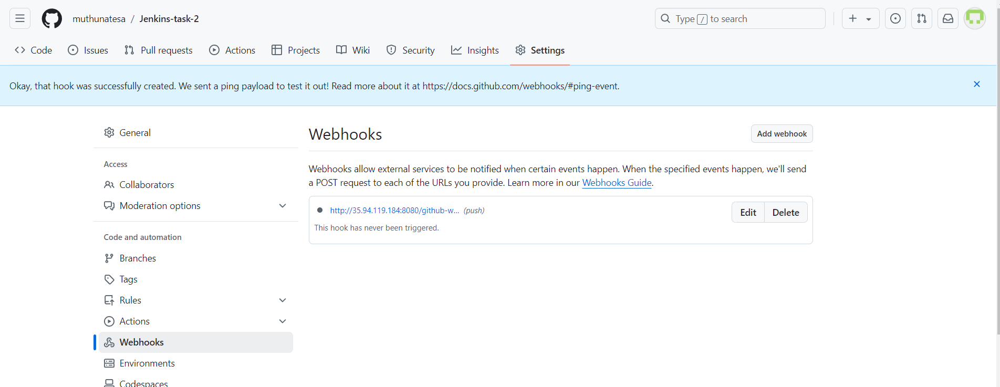 muthunatesa / Jenkins-task-2
Type / to search
Code Issues Pull requests Actions Projects Wiki Security Insights Settings
Okay, that hook was successfully created. We sent a ping payload to test it out! Read more about it at https://docs.github.com/webhooks/#ping-event.
General
Access
Collaborators
Moderation options
Code and automation
Branches
Tags
Rules
Actions
Webhooks
Environments
Codespaces
Webhooks
Add webhook
Webhooks allow external services to be notified when certain events happen. When the specified events happen, we'll send
a POST request to each of the URLs you provide. Learn more in our Webhooks Guide.
http://35.94.119.184:8080/github-w... (push)
Edit Delete
This hook has never been triggered.